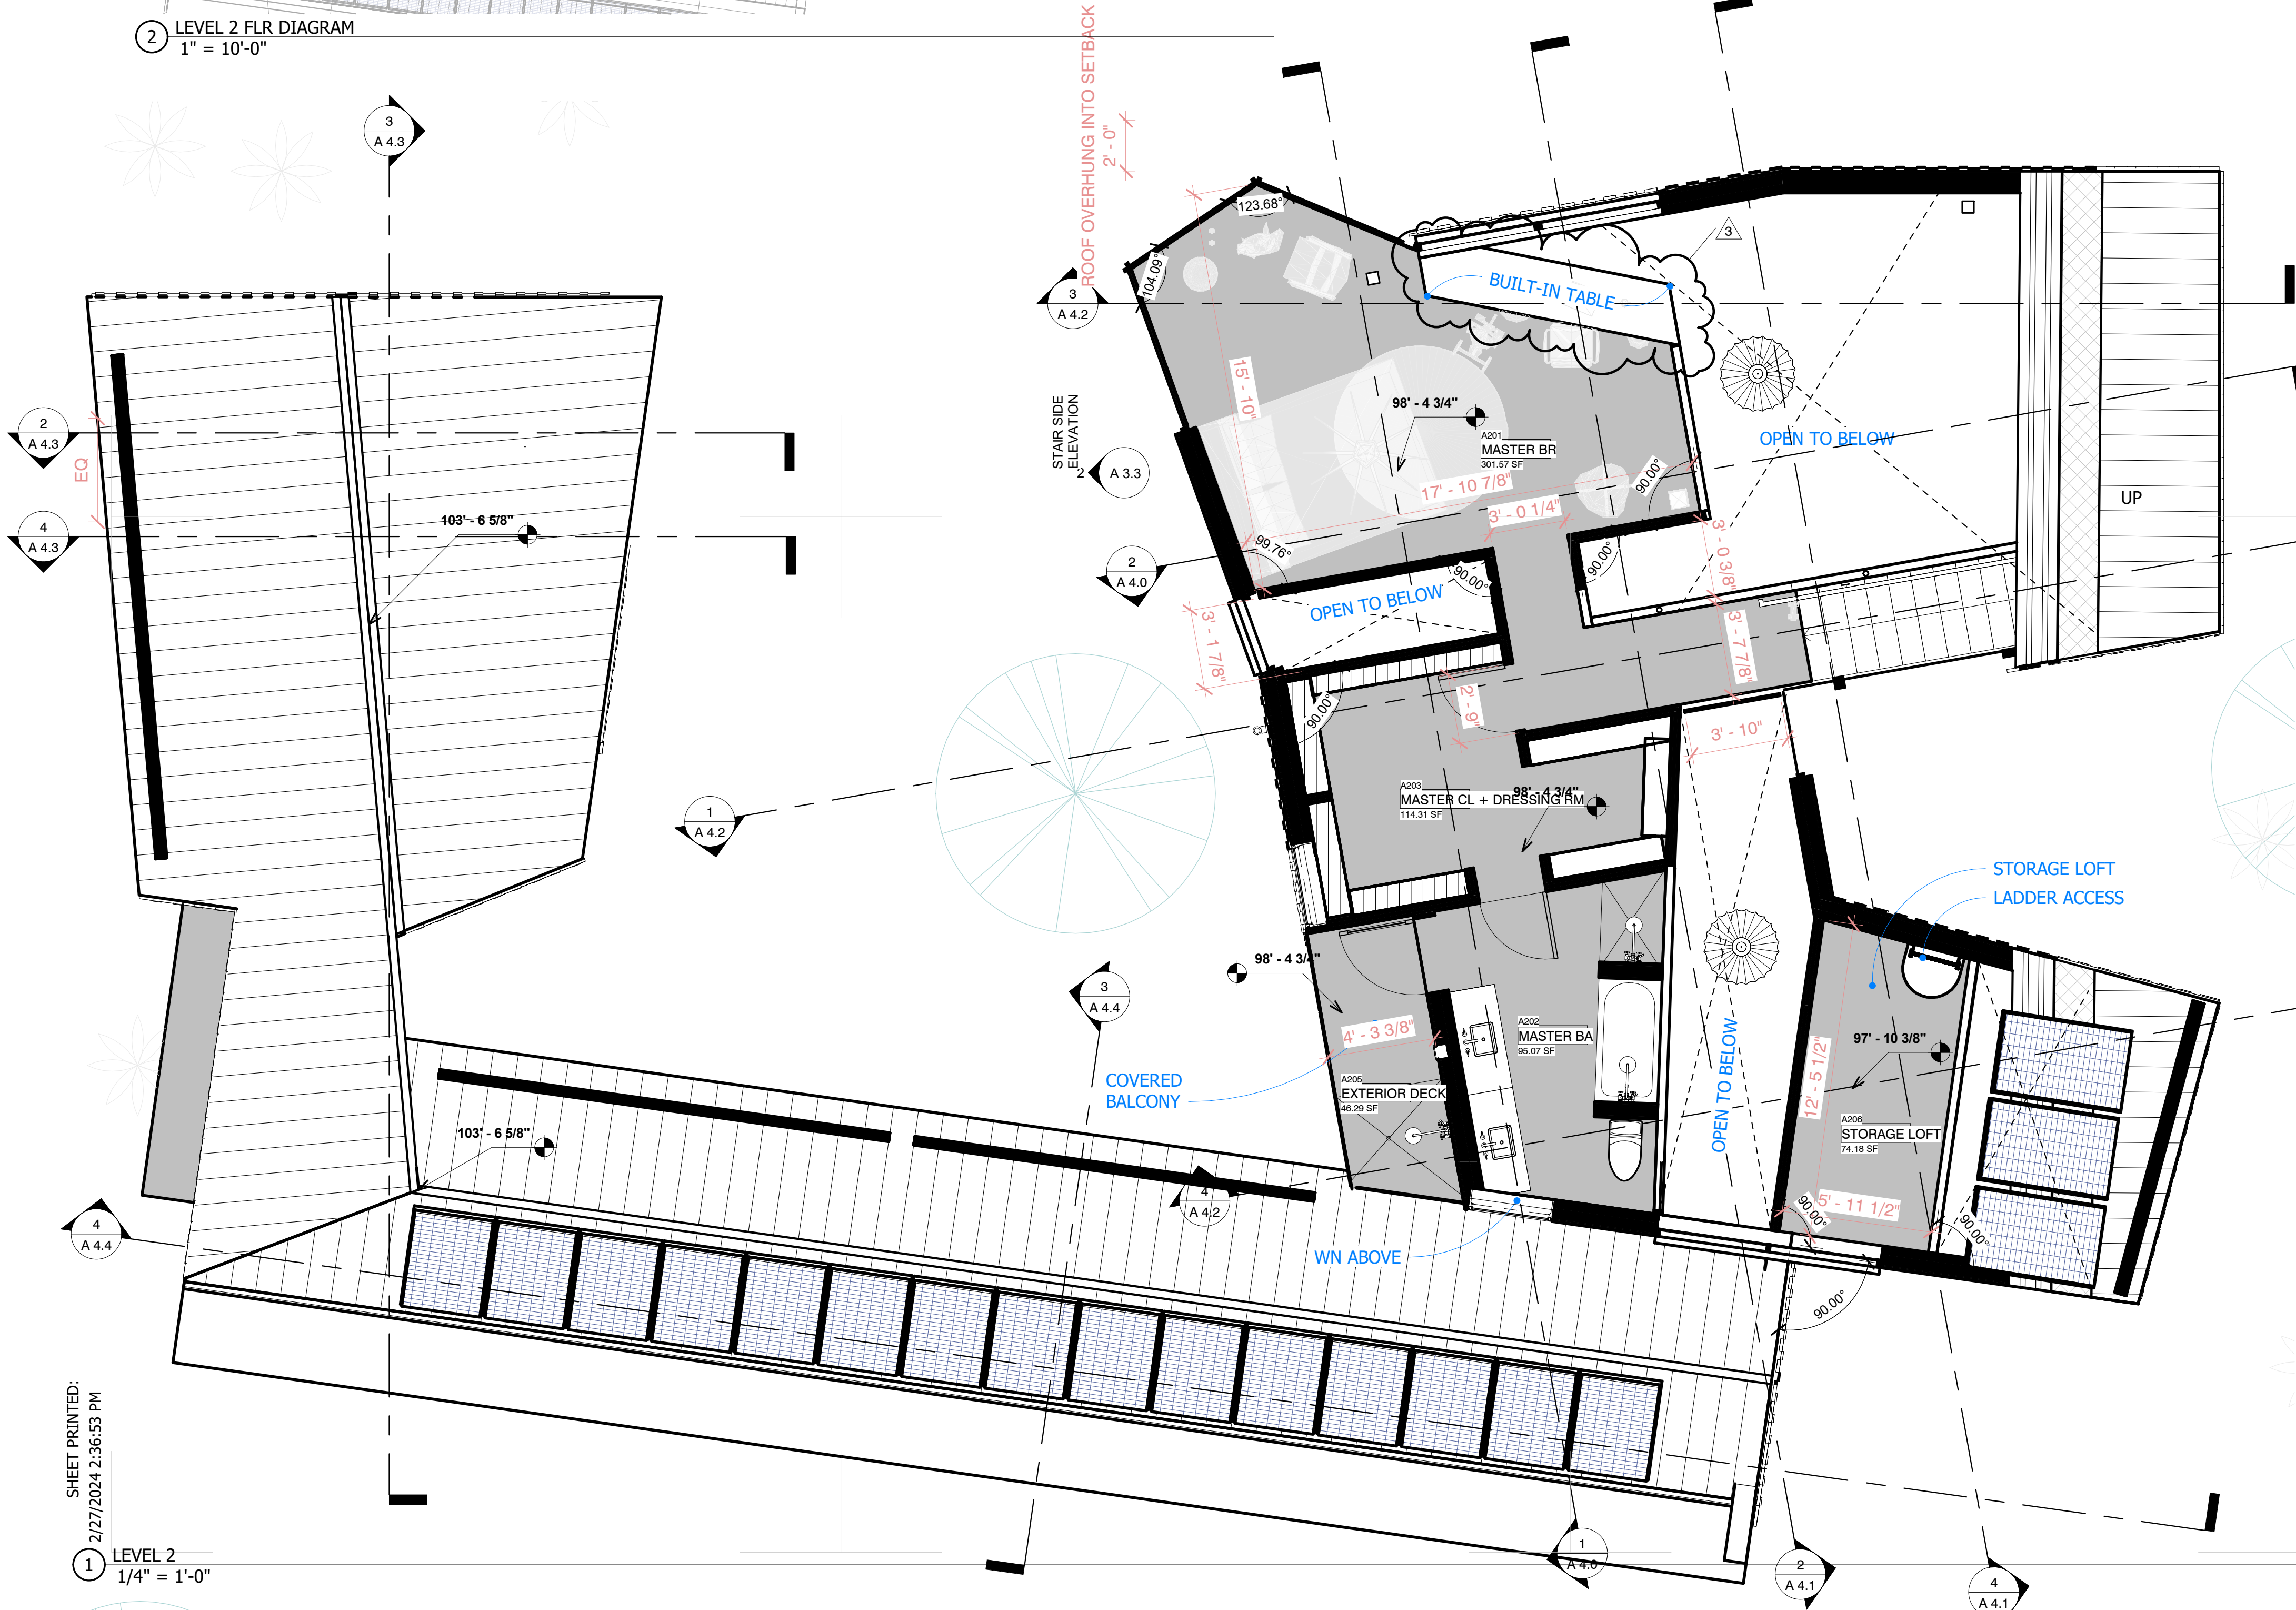 2
LEVEL 2 FLR DIAGRAM
1" = 10'-0"
ROOF OVERHUNG INTO SETBACK
2' - 0"
3
A 4.3
2
A 4.3
EQ
4
A 4.3
103' - 6 5/8"
123.68°
104.09°
3
A 4.2
3
BUILT-IN TABLE
STAIR SIDE
ELEVATION
2
A 3.3
15' - 10"
98' - 4 3/4"
A201
MASTER BR
301.57 SF
OPEN TO BELOW
17' - 10 7/8"
3' - 0 1/4"
90.00°
UP
99.76°
90.00°
90.00°
3' - 0 3/8"
2
A 4.0
OPEN TO BELOW
3' - 1 7/8"
3' - 7 7/8"
90.00°
2' - 9"
3' - 10"
1
A 4.2
A203
MASTER CL + DRESSING RM
114.31 SF
98' - 4 3/4"
STORAGE LOFT
LADDER ACCESS
98' - 4 3/4"
3
A 4.4
4' - 3 3/8"
A202
MASTER BA
95.07 SF
OPEN TO BELOW
97' - 10 3/8"
12' - 5 1/2"
COVERED
BALCONY
A205
EXTERIOR DECK
46.29 SF
A206
STORAGE LOFT
74.18 SF
103' - 6 5/8"
4
A 4.2
5' - 11 1/2"
90.00°
90.00°
4
A 4.4
WN ABOVE
90.00°
SHEET PRINTED:
2/27/2024 2:36:53 PM
1
LEVEL 2
1/4" = 1'-0"
1
A 4.0
2
A 4.1
4
A 4.1